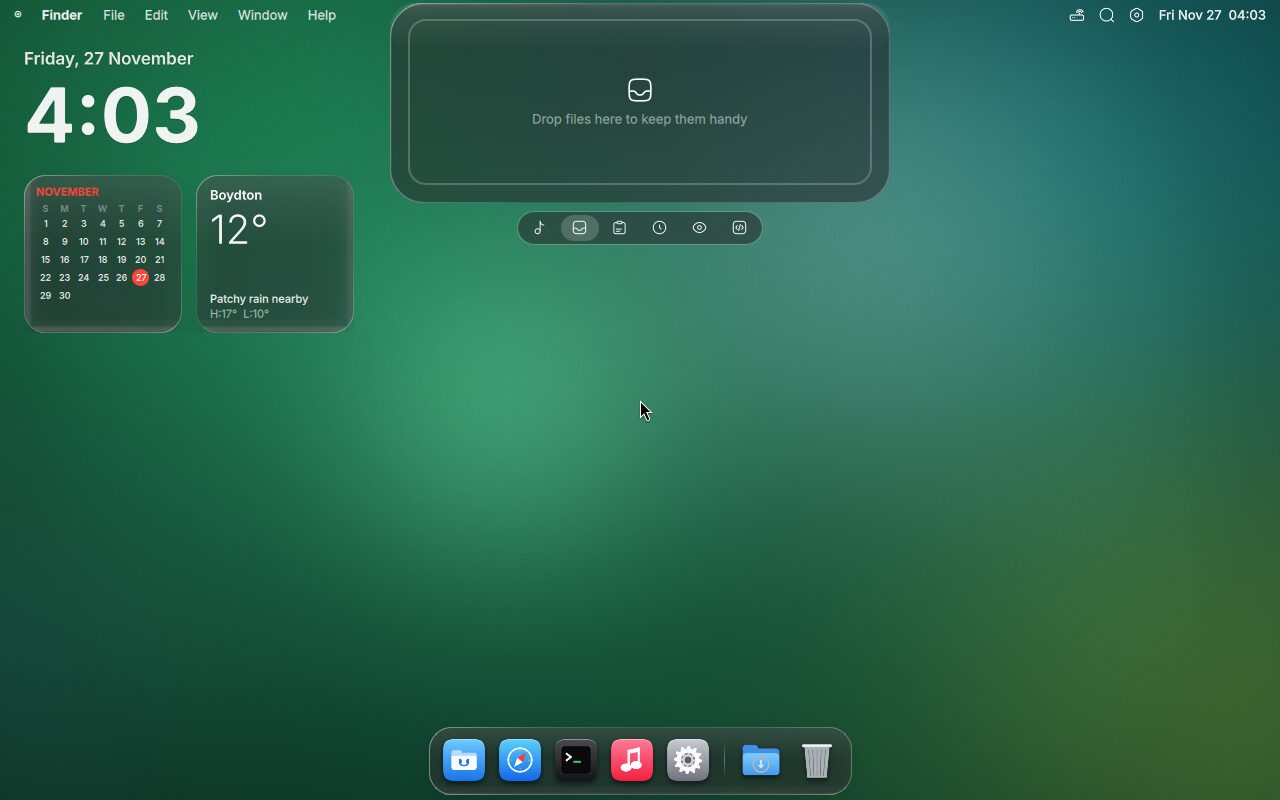 Finder File Edit View Window Help
Fri Nov 27 04:03
Friday, 27 November
4:03
Drop files here to keep them handy
NOVEMBER
S M T W T F S
1 2 3 4 5 6 7
8 9 10 11 12 13 14
15 16 17 18 19 20 21
22 23 24 25 26 27 28
29 30
Boydton
12°
Patchy rain nearby
H:17° L:10°